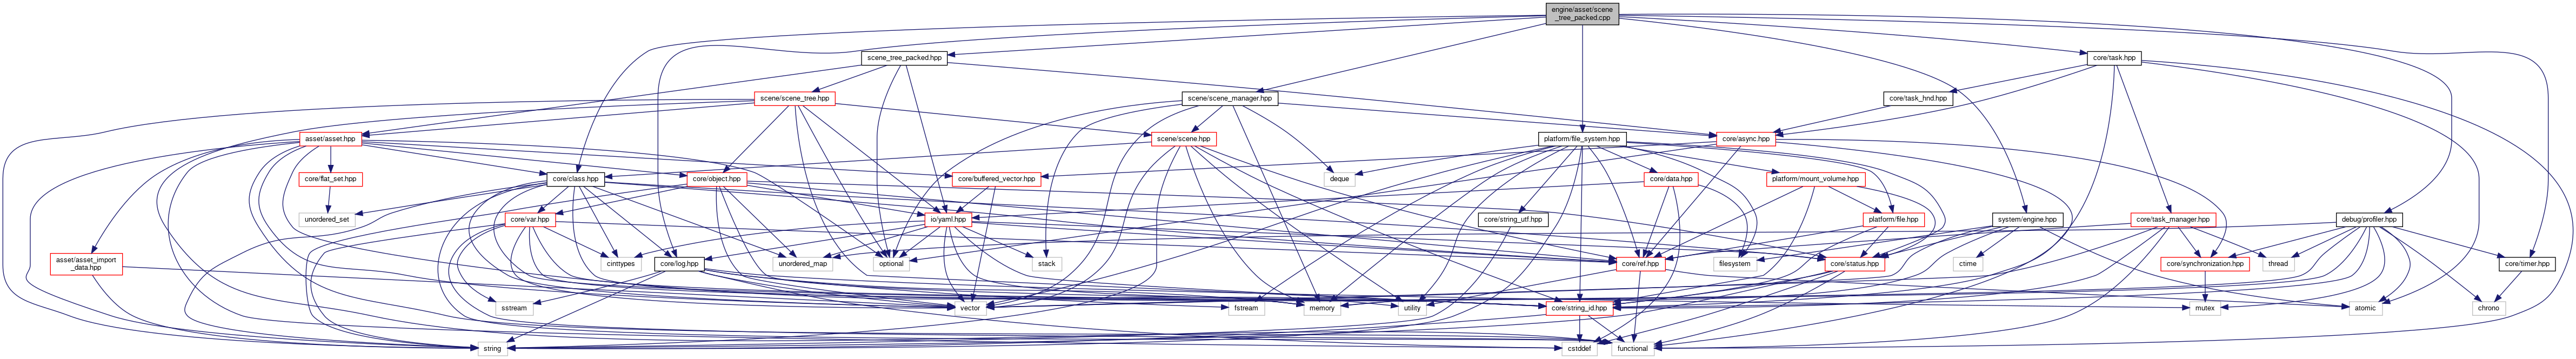 engine/asset/scene
_tree_packed.cpp
scene_tree_packed.hpp
core/task.hpp
scene/scene_tree.hpp
scene/scene_manager.hpp
core/task_hnd.hpp
asset/asset.hpp
scene/scene.hpp
platform/file_system.hpp
core/async.hpp
core/flat_set.hpp
core/class.hpp
core/object.hpp
core/buffered_vector.hpp
deque
core/data.hpp
platform/mount_volume.hpp
unordered_set
core/var.hpp
io/yaml.hpp
core/string_utf.hpp
platform/file.hpp
system/engine.hpp
core/task_manager.hpp
debug/profiler.hpp
asset/asset_import
_data.hpp
core/log.hpp
cinttypes
unordered_map
optional
stack
core/ref.hpp
filesystem
core/status.hpp
ctime
core/synchronization.hpp
thread
core/timer.hpp
sstream
vector
fstream
memory
utility
core/string_id.hpp
mutex
atomic
chrono
string
cstddef
functional